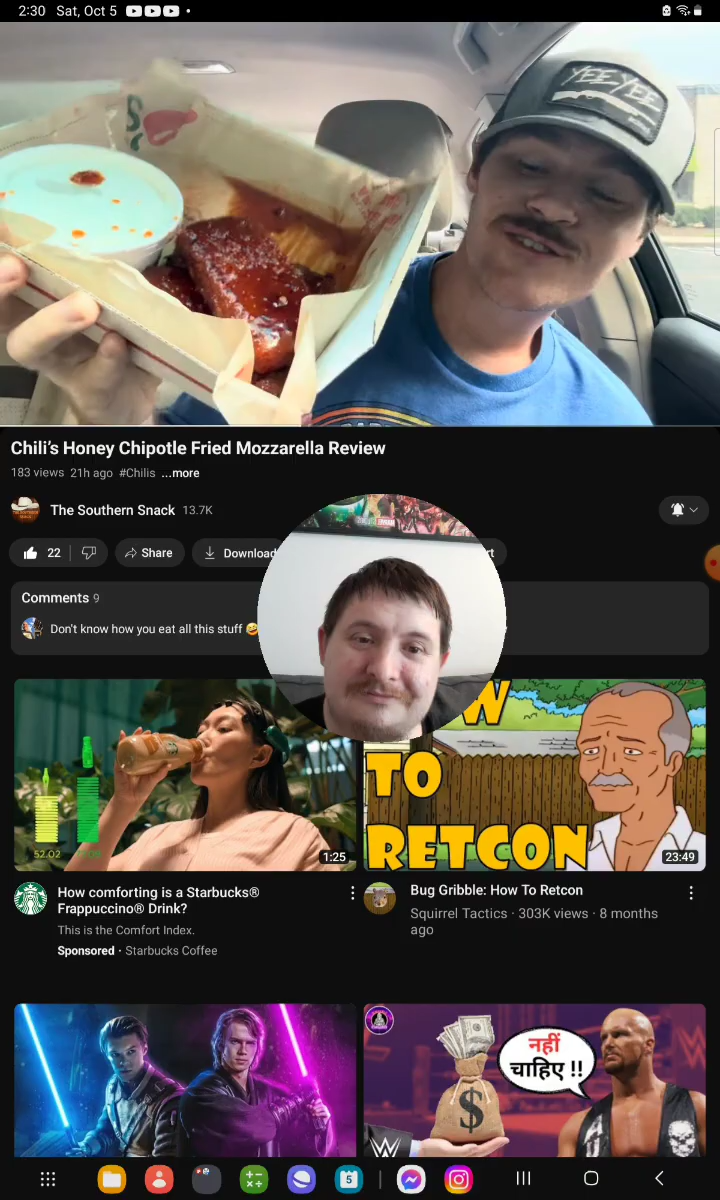 2:30 Sat, Oct 5
YEE YEE
Chili's Honey Chipotle Fried Mozzarella Review
183 views 21h ago #Chilis ...more
The Southern Snack 13.7K
22 Share Download rt
Comments 9
Don't know how you eat all this stuff 🤣
W
TO
RETCON
52.02
1:25
23:49
How comforting is a Starbucks®
Frappuccino® Drink?
This is the Comfort Index.
Sponsored · Starbucks Coffee
Bug Gribble: How To Retcon
Squirrel Tactics · 303K views · 8 months
ago
नहीं
चाहिए !!
$
W
5